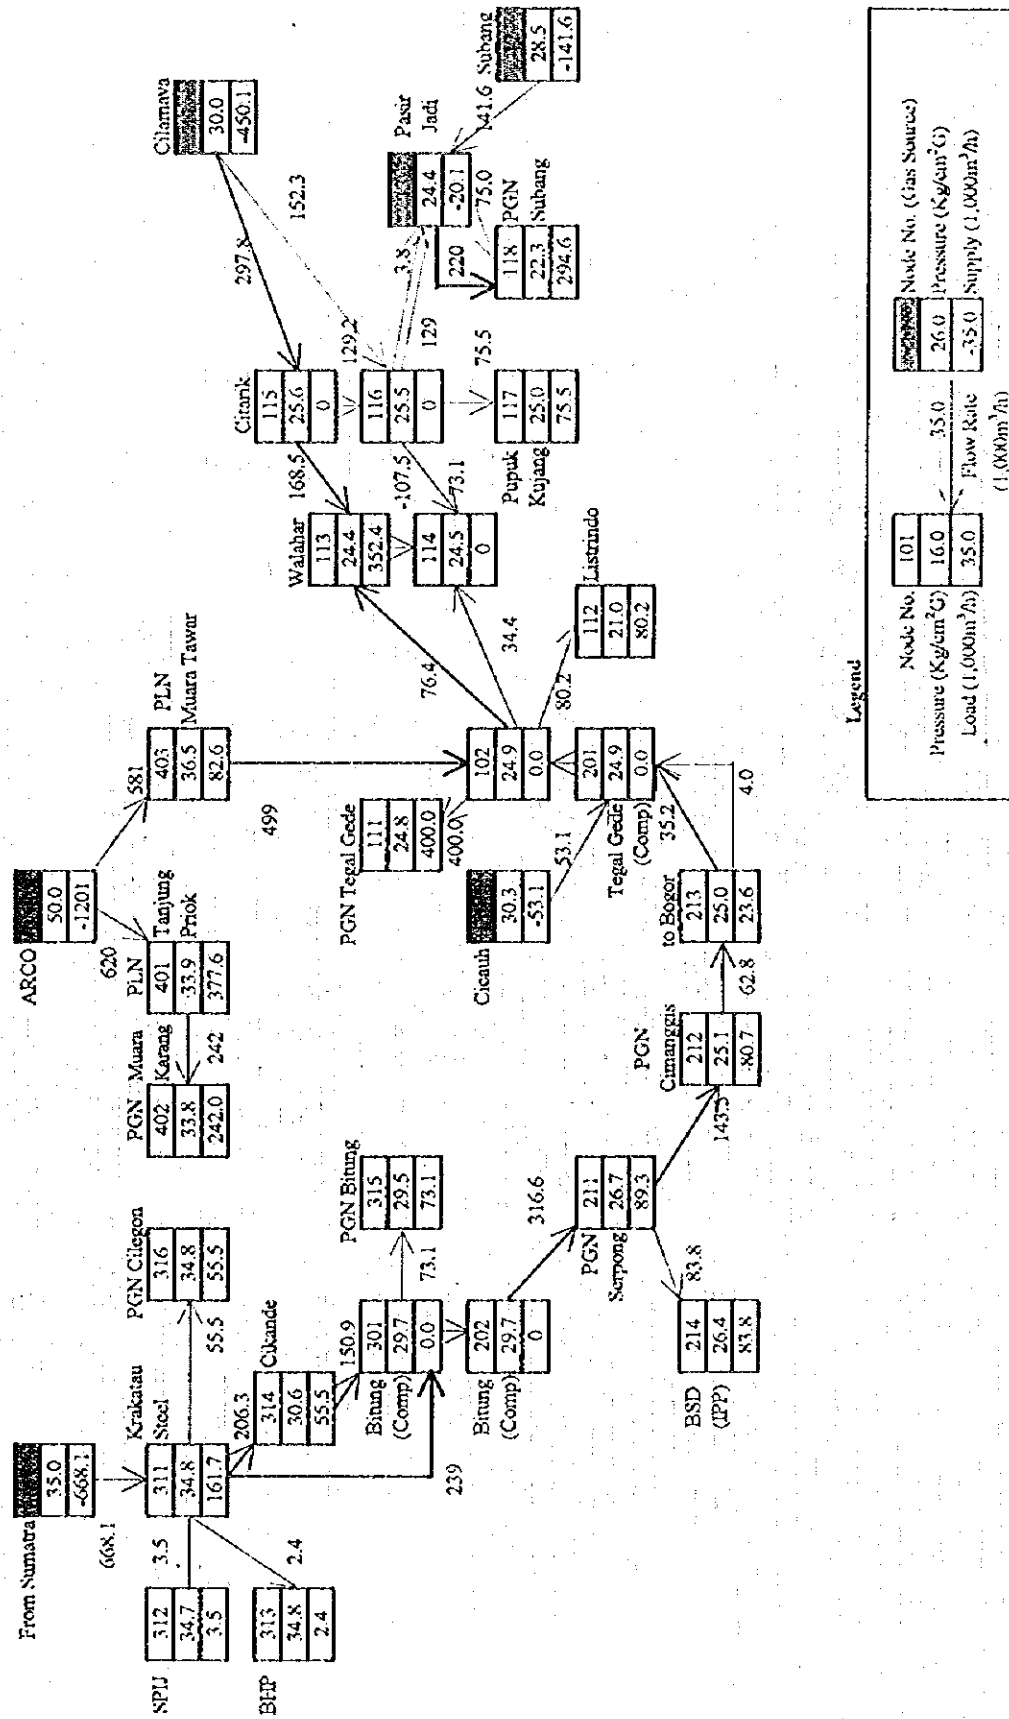 From Sumatra
35.0
-668.1
668.1
Krakatau
Steel
311
34.8
161.7
SPIJ
312
34.7
3.5
3.5
BHP
313
34.8
2.4
2.4
PGN Cilegon
316
34.8
55.5
55.5
206.3
Cikande
314
30.6
55.5
150.9
239
Bitung
(Comp)
301
29.7
0.0
PGN Bitung
315
29.5
73.1
73.1
Bitung
(Comp)
202
29.7
0
316.6
PGN
Serpong
211
26.7
89.3
83.8
BSD
(IPP)
214
26.4
83.8
143.5
PGN
Cimanggis
212
25.1
80.7
62.8
to Bogor
213
25.0
23.6
35.2
4.0
ARCO
50.0
-1201
620
581
PLN
Tanjung
Priok
401
33.9
377.6
242
PGN
Muara
Karang
402
33.8
242.0
PLN
Muara Tawar
403
36.5
82.6
499
PGN Tegal Gede
111
24.8
400.0
400.0
102
24.9
0.0
Cicauh
30.3
-53.1
53.1
Tegal Gede
(Comp)
201
24.9
0.0
76.4
34.4
80.2
Listrindo
112
21.0
80.2
Walahar
113
24.4
352.4
168.5
-107.5
73.1
114
24.5
0
Citarik
115
25.6
0
129.2
116
25.5
0
75.5
Pupuk
Kujang
117
25.0
75.5
Cilamaya
30.0
-450.1
297.8
152.3
3.8
129
Pasir
Jadi
24.4
-20.1
220
75.0
PGN
Subang
118
22.3
294.6
141.6
Subang
28.5
-141.6
Legend
Node No.
101
Node No. (Gas Source)
Pressure (Kg/cm²G)
16.0
35.0
26.0
Pressure (Kg/cm²G)
Load (1,000m³/h)
35.0
Flow Rate
(1,000m³/h)
-35.0
Supply (1,000m³/h)